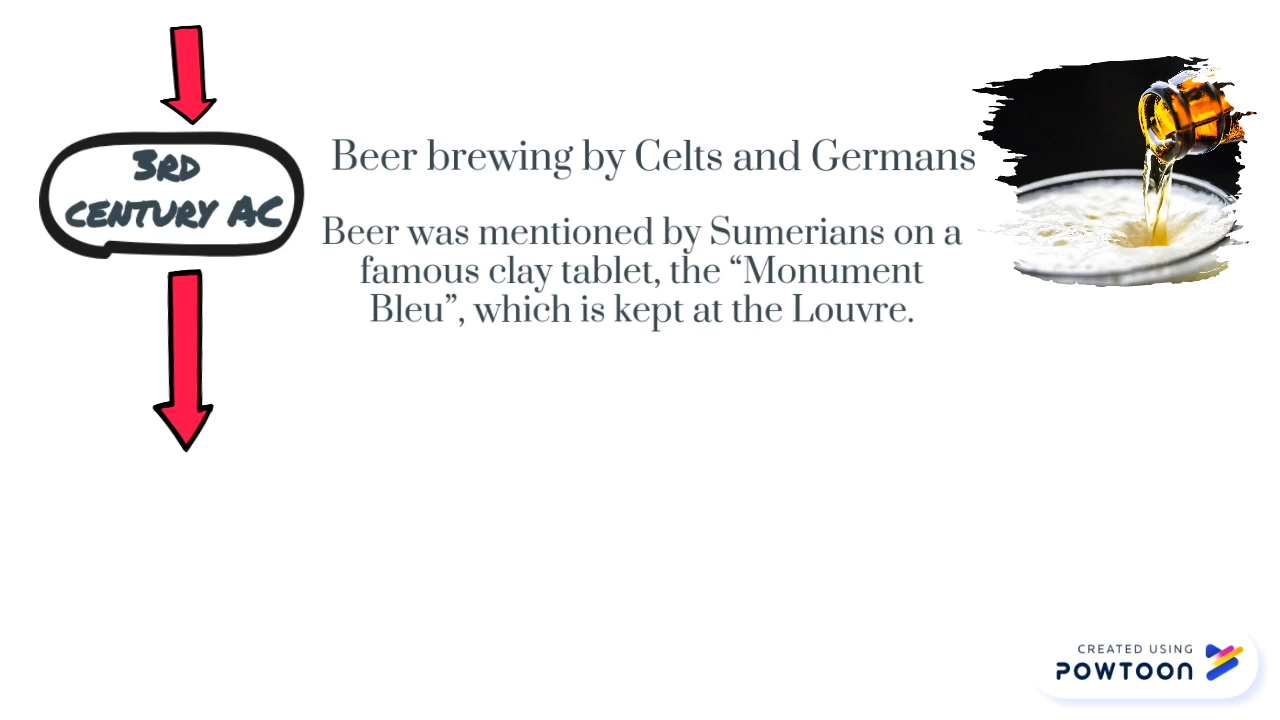 3RD
CENTURY AC
Beer brewing by Celts and Germans
Beer was mentioned by Sumerians on a
famous clay tablet, the “Monument
Bleu”, which is kept at the Louvre.
CREATED USING
POWTOON